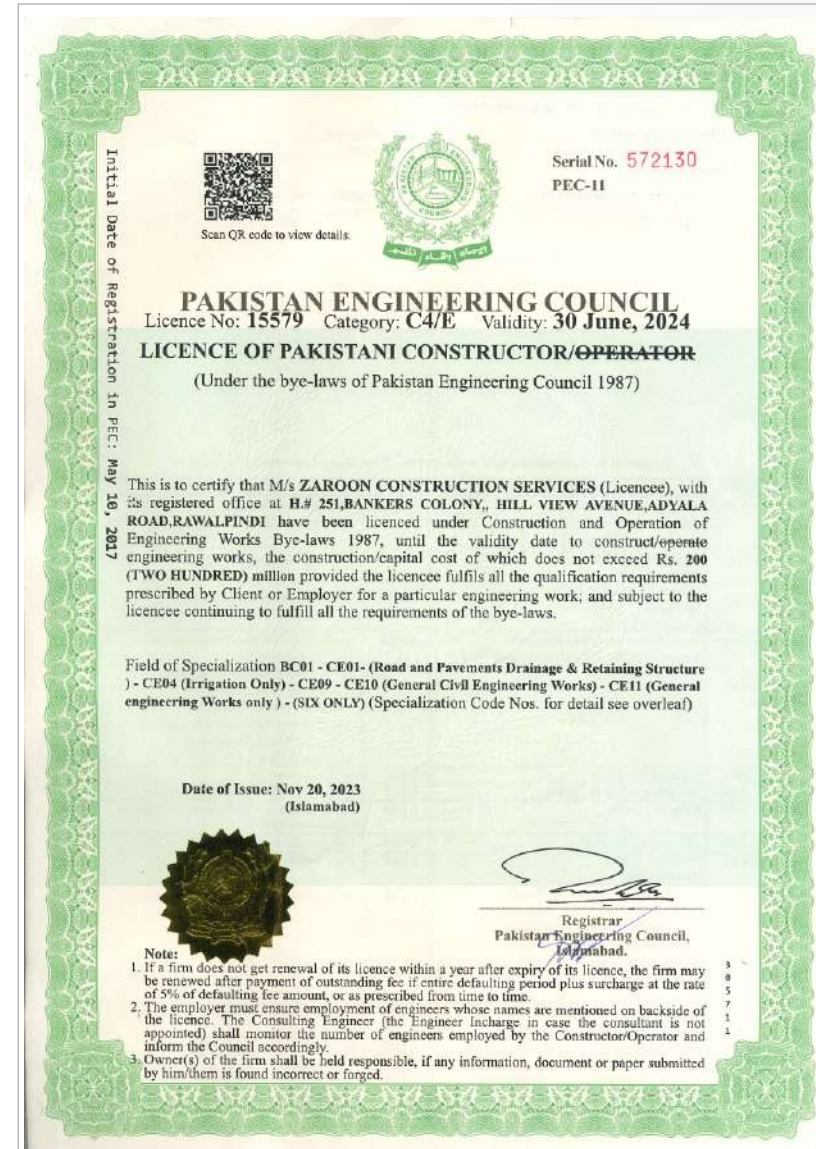 Scan QR code to view details.
PAKISTAN ENGINEERING
COUNCIL
Serial No. 572130
PEC-11
Initial Date of Registration in PEC: May 10, 2017
PAKISTAN ENGINEERING COUNCIL
Licence No: 15579 Category: C4/E Validity: 30 June, 2024
LICENCE OF PAKISTANI CONSTRUCTOR/OPERATOR
(Under the bye-laws of Pakistan Engineering Council 1987)
This is to certify that M/s ZAROON CONSTRUCTION SERVICES (Licencee), with
its registered office at H.# 251,BANKERS COLONY,, HILL VIEW AVENUE,ADYALA
ROAD,RAWALPINDI have been licenced under Construction and Operation of
Engineering Works Bye-laws 1987, until the validity date to construct/operate
engineering works, the construction/capital cost of which does not exceed Rs. 200
(TWO HUNDRED) million provided the licencee fulfils all the qualification requirements
prescribed by Client or Employer for a particular engineering work; and subject to the
licencee continuing to fulfill all the requirements of the bye-laws.
Field of Specialization BC01 - CE01- (Road and Pavements Drainage & Retaining Structure
) - CE04 (Irrigation Only) - CE09 - CE10 (General Civil Engineering Works) - CE11 (General
engineering Works only ) - (SIX ONLY) (Specialization Code Nos. for detail see overleaf)
Date of Issue: Nov 20, 2023
(Islamabad)
Registrar
Pakistan Engineering Council,
Islamabad.
Note:
1. If a firm does not get renewal of its licence within a year after expiry of its licence, the firm may
be renewed after payment of outstanding fee if entire defaulting period plus surcharge at the rate
of 5% of defaulting fee amount, or as prescribed from time to time.
2. The employer must ensure employment of engineers whose names are mentioned on backside of
the licence. The Consulting Engineer (the Engineer Incharge in case the consultant is not
appointed) shall monitor the number of engineers employed by the Constructor/Operator and
inform the Council accordingly.
3. Owner(s) of the firm shall be held responsible, if any information, document or paper submitted
by him/them is found incorrect or forged.
305711